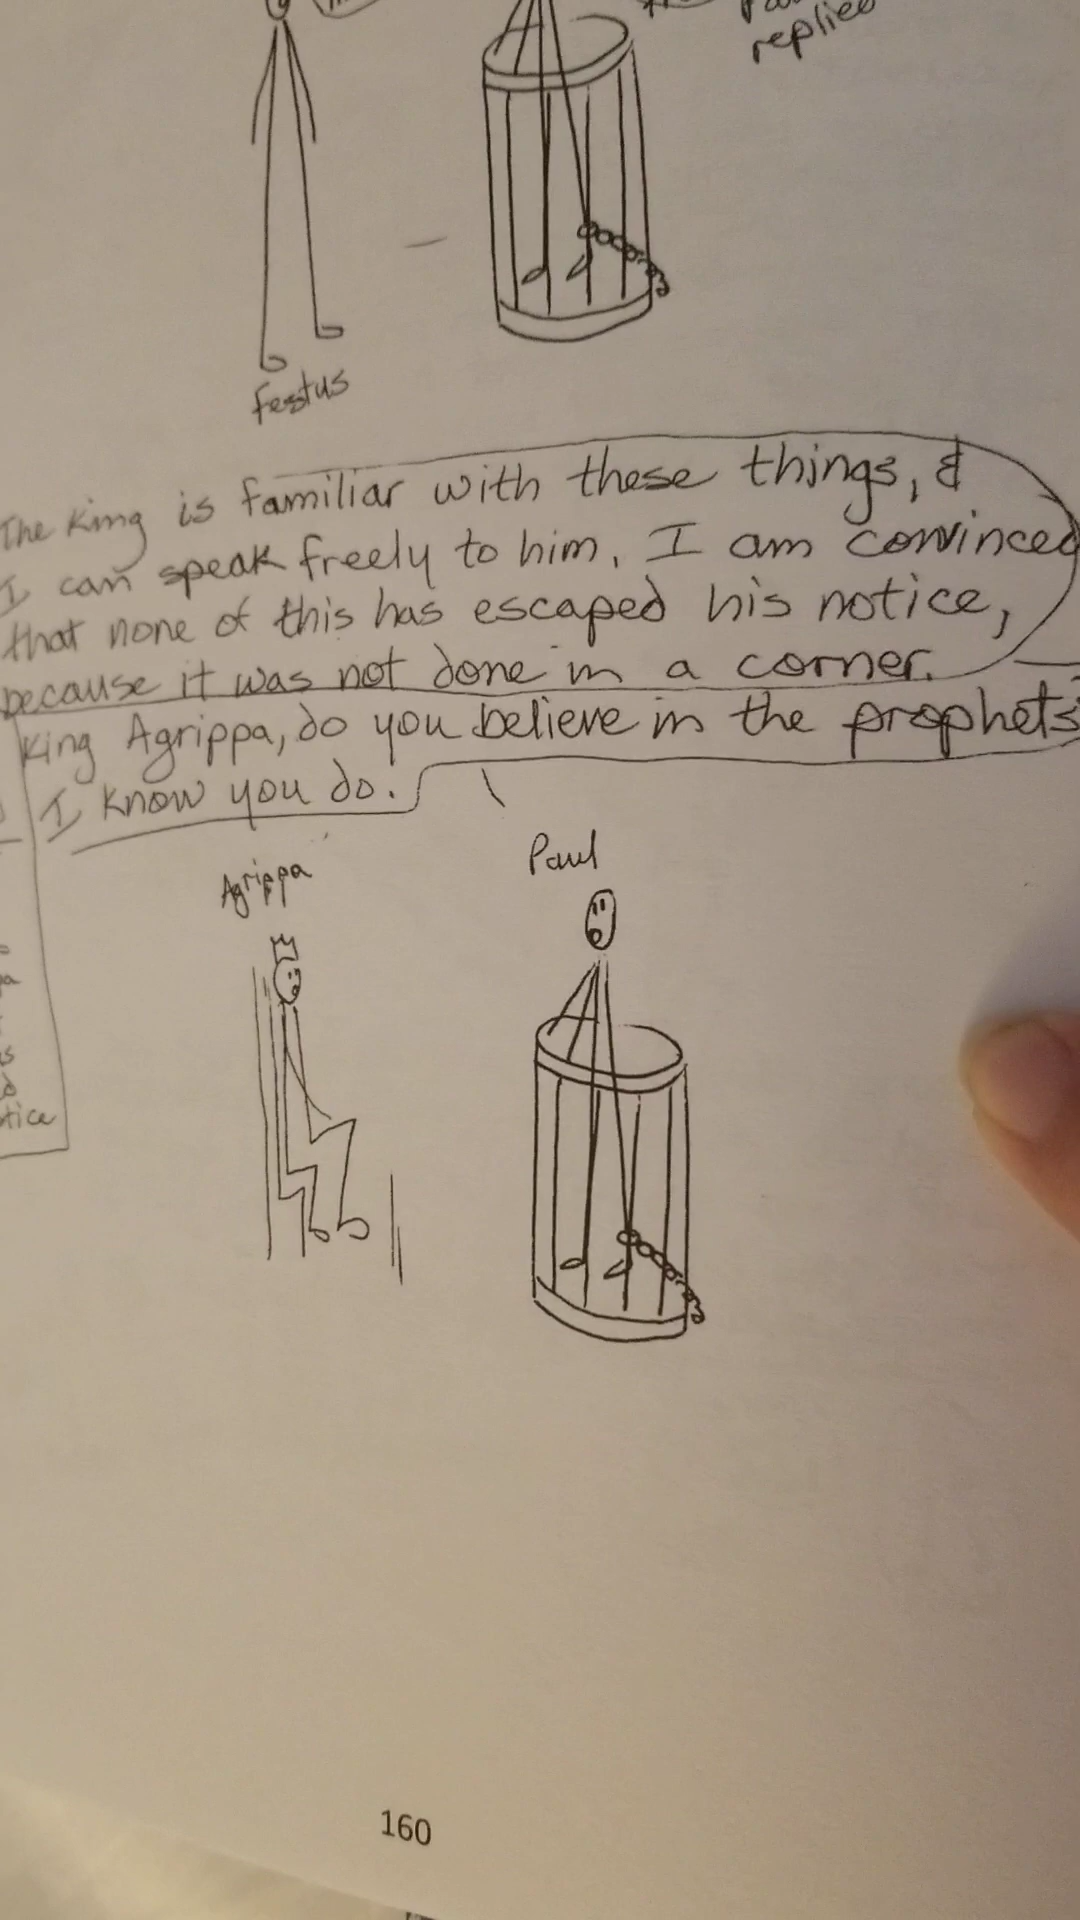 replied
Festus
The King is familiar with these things, &
I can speak freely to him. I am convinced
that none of this has escaped his notice,
because it was not done in a corner.
King Agrippa, do you believe in the prophets?
I know you do.
Agrippa
Paul
160